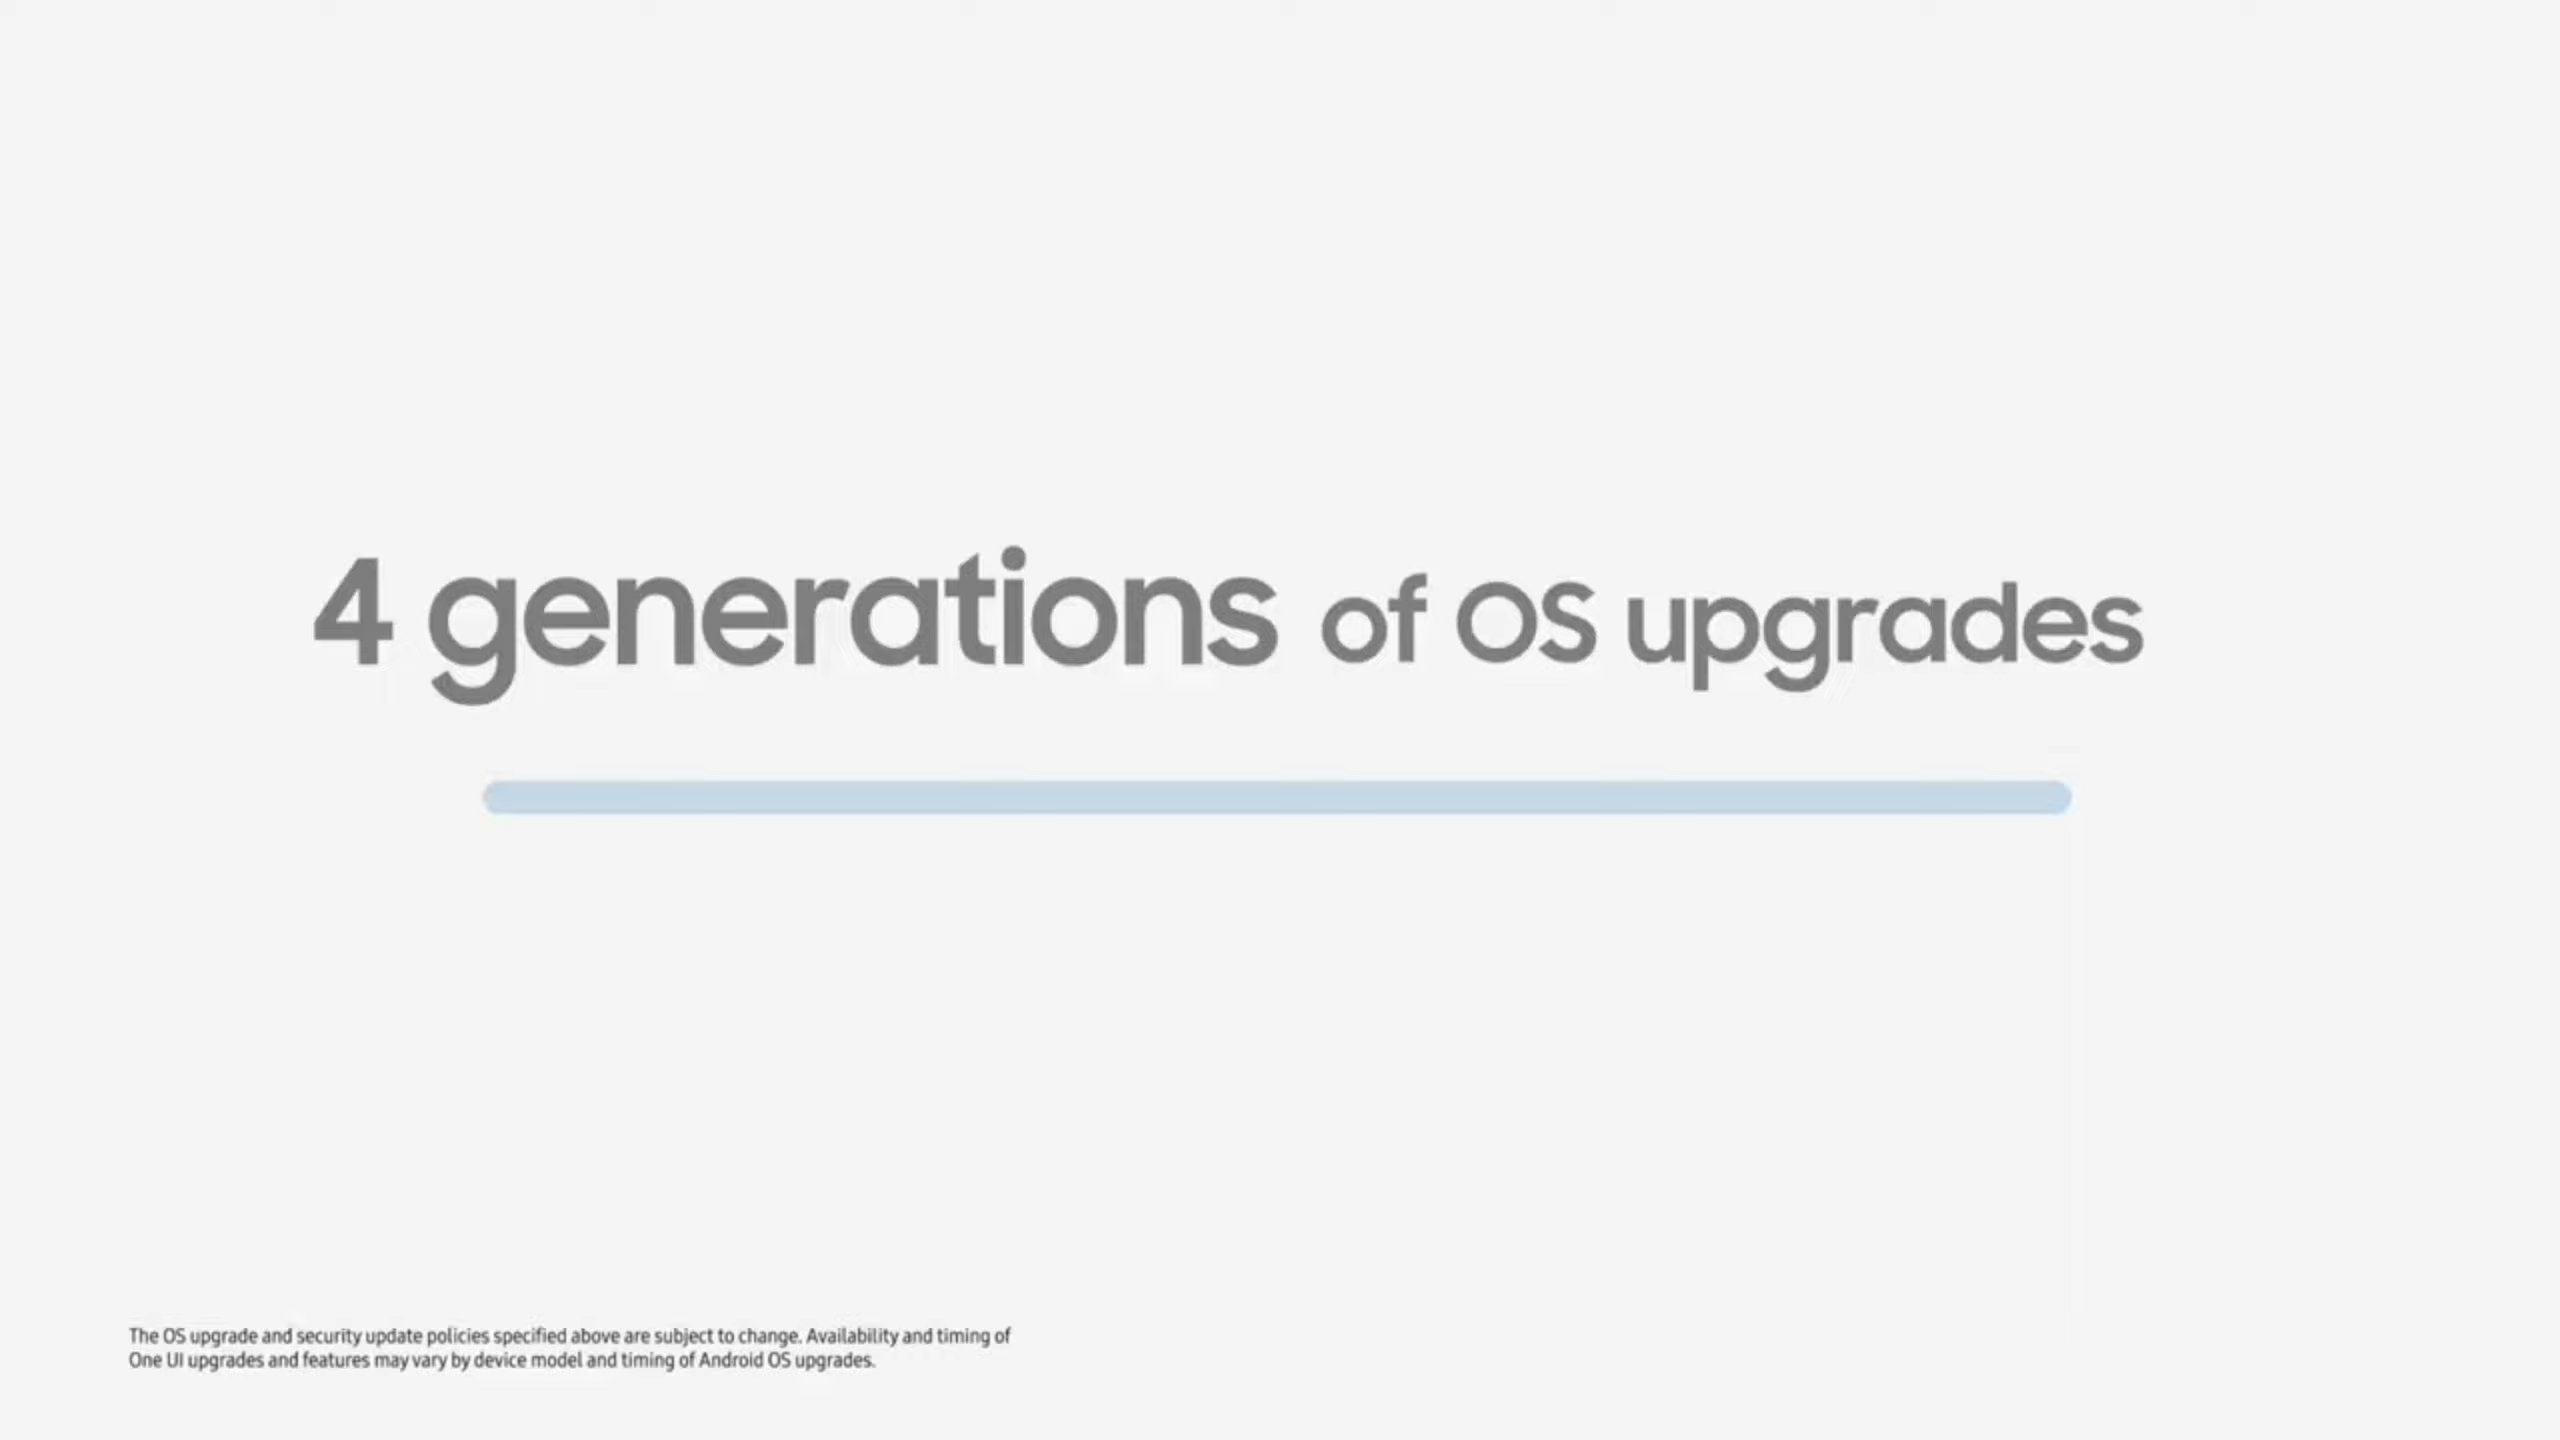 4 generations of OS upgrades
The OS upgrade and security update policies specified above are subject to change. Availability and timing of
One UI upgrades and features may vary by device model and timing of Android OS upgrades.